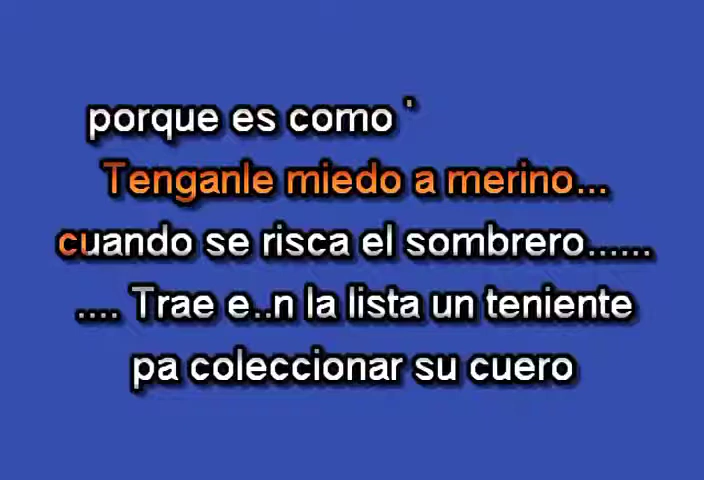 porque es como '
Tenganle miedo a merino...
cuando se risca el sombrero......
.... Trae e..n la lista un teniente
pa coleccionar su cuero